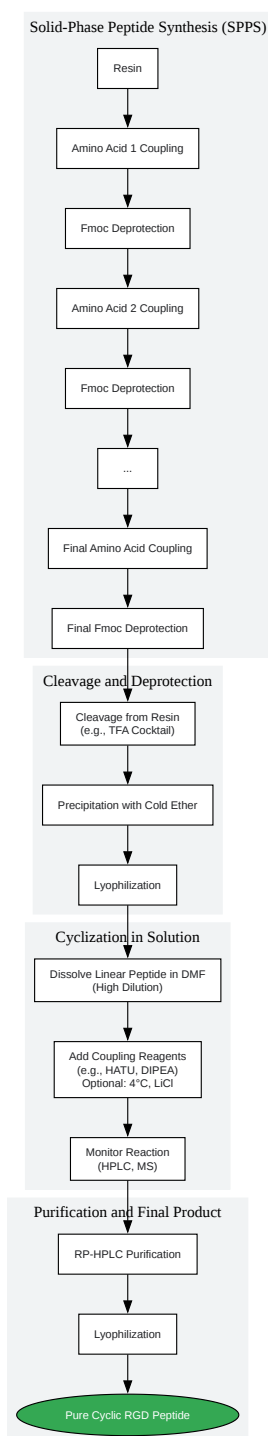 Solid-Phase Peptide Synthesis (SPPS)
Resin
Amino Acid 1 Coupling
Fmoc Deprotection
Amino Acid 2 Coupling
Fmoc Deprotection
...
Final Amino Acid Coupling
Final Fmoc Deprotection
Cleavage and Deprotection
Cleavage from Resin
(e.g., TFA Cocktail)
Precipitation with Cold Ether
Lyophilization
Cyclization in Solution
Dissolve Linear Peptide in DMF
(High Dilution)
Add Coupling Reagents
(e.g., HATU, DIPEA)
Optional: 4°C, LiCl
Monitor Reaction
(HPLC, MS)
Purification and Final Product
RP-HPLC Purification
Lyophilization
Pure Cyclic RGD Peptide